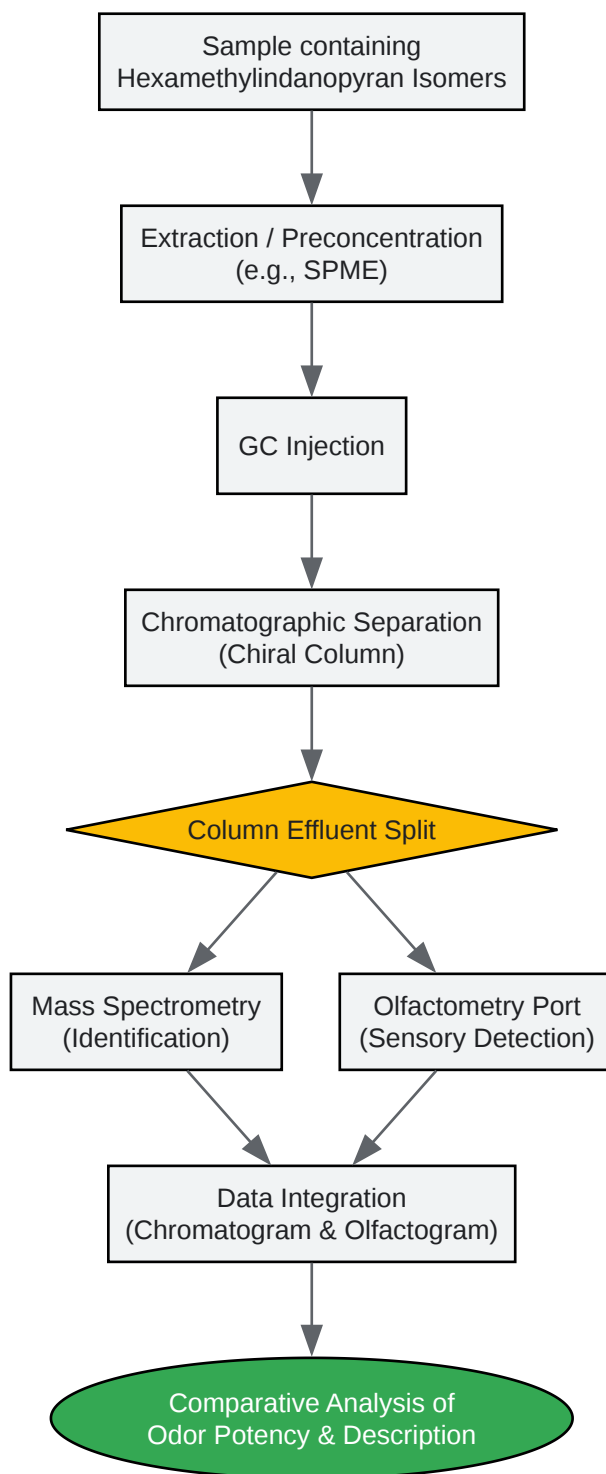 Sample containing
Hexamethylindanopyran Isomers
Extraction / Preconcentration
(e.g., SPME)
GC Injection
Chromatographic Separation
(Chiral Column)
Column Effluent Split
Mass Spectrometry
(Identification)
Olfactometry Port
(Sensory Detection)
Data Integration
(Chromatogram & Olfactogram)
Comparative Analysis of
Odor Potency & Description